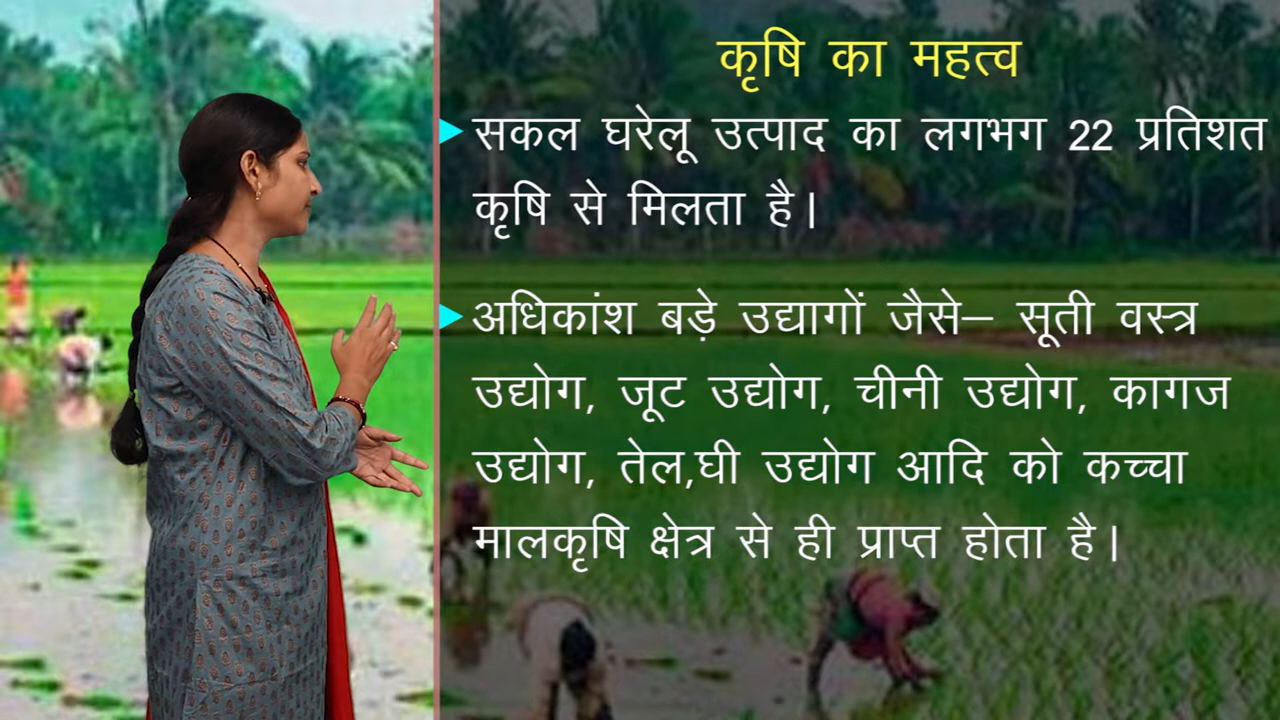 कृषि का महत्व
सकल घरेलू उत्पाद का लगभग 22 प्रतिशत
कृषि से मिलता है।
अधिकांश बड़े उद्यागों जैसे– सूती वस्त्र
उद्योग, जूट उद्योग, चीनी उद्योग, कागज
उद्योग, तेल,घी उद्योग आदि को कच्चा
मालकृषि क्षेत्र से ही प्राप्त होता है।